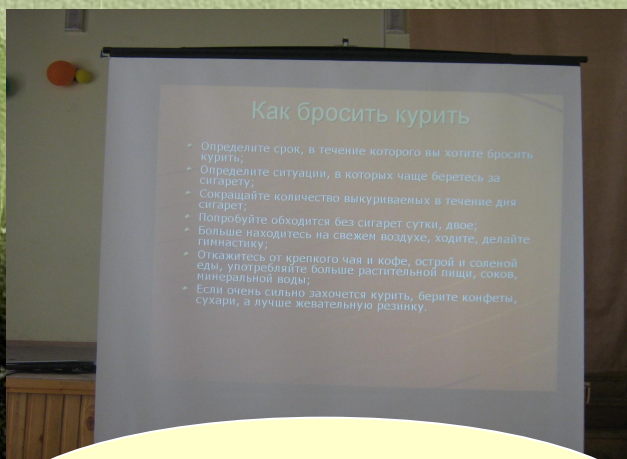 Как бросить курить
Определите срок, в течение которого вы хотите бросить
курить;
Определите ситуации, в которых чаще беретесь за
сигарету;
Сокращайте количество выкуриваемых в течение дня
сигарет;
Попробуйте обходится без сигарет сутки, двое;
Больше находитесь на свежем воздухе, ходите, делайте
гимнастику;
Откажитесь от крепкого чая и кофе, острой и соленой
еды, употребляйте больше растительной пищи, соков,
минеральной воды;
Если очень сильно захочется курить, берите конфеты,
сухари, а лучше жевательную резинку.